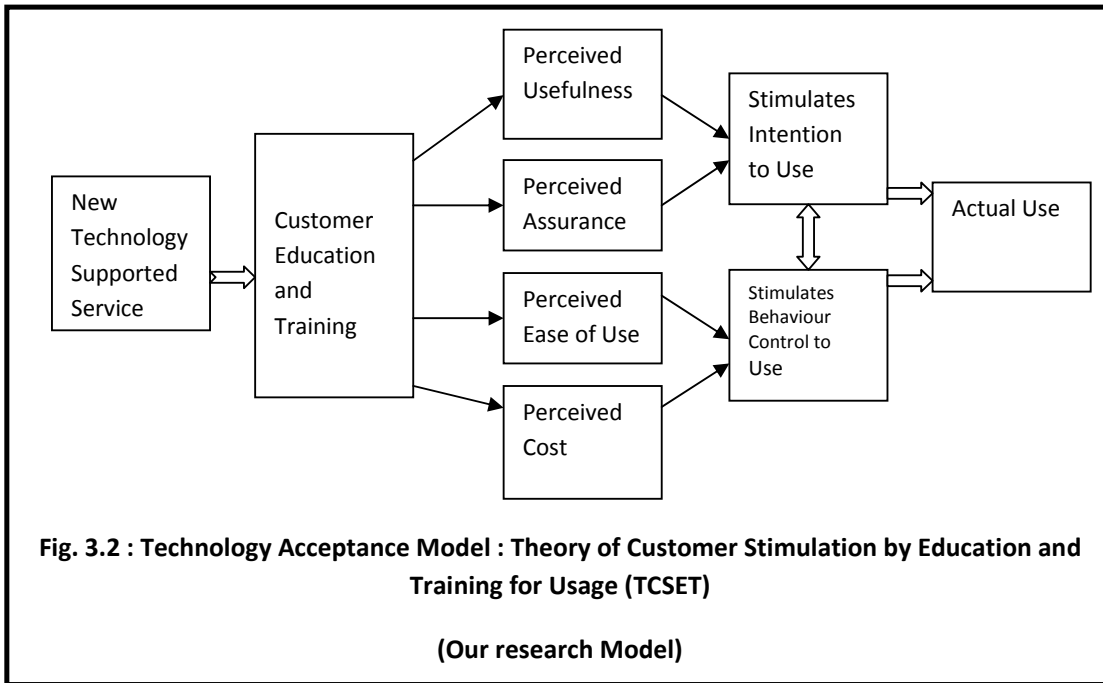 New
Technology
Supported
Service
Customer
Education
and
Training
Perceived
Usefulness
Perceived
Assurance
Perceived
Ease of Use
Perceived
Cost
Stimulates
Intention
to Use
Stimulates
Behaviour
Control to
Use
Actual Use
Fig. 3.2 : Technology Acceptance Model : Theory of Customer Stimulation by Education and
Training for Usage (TCSET)
(Our research Model)